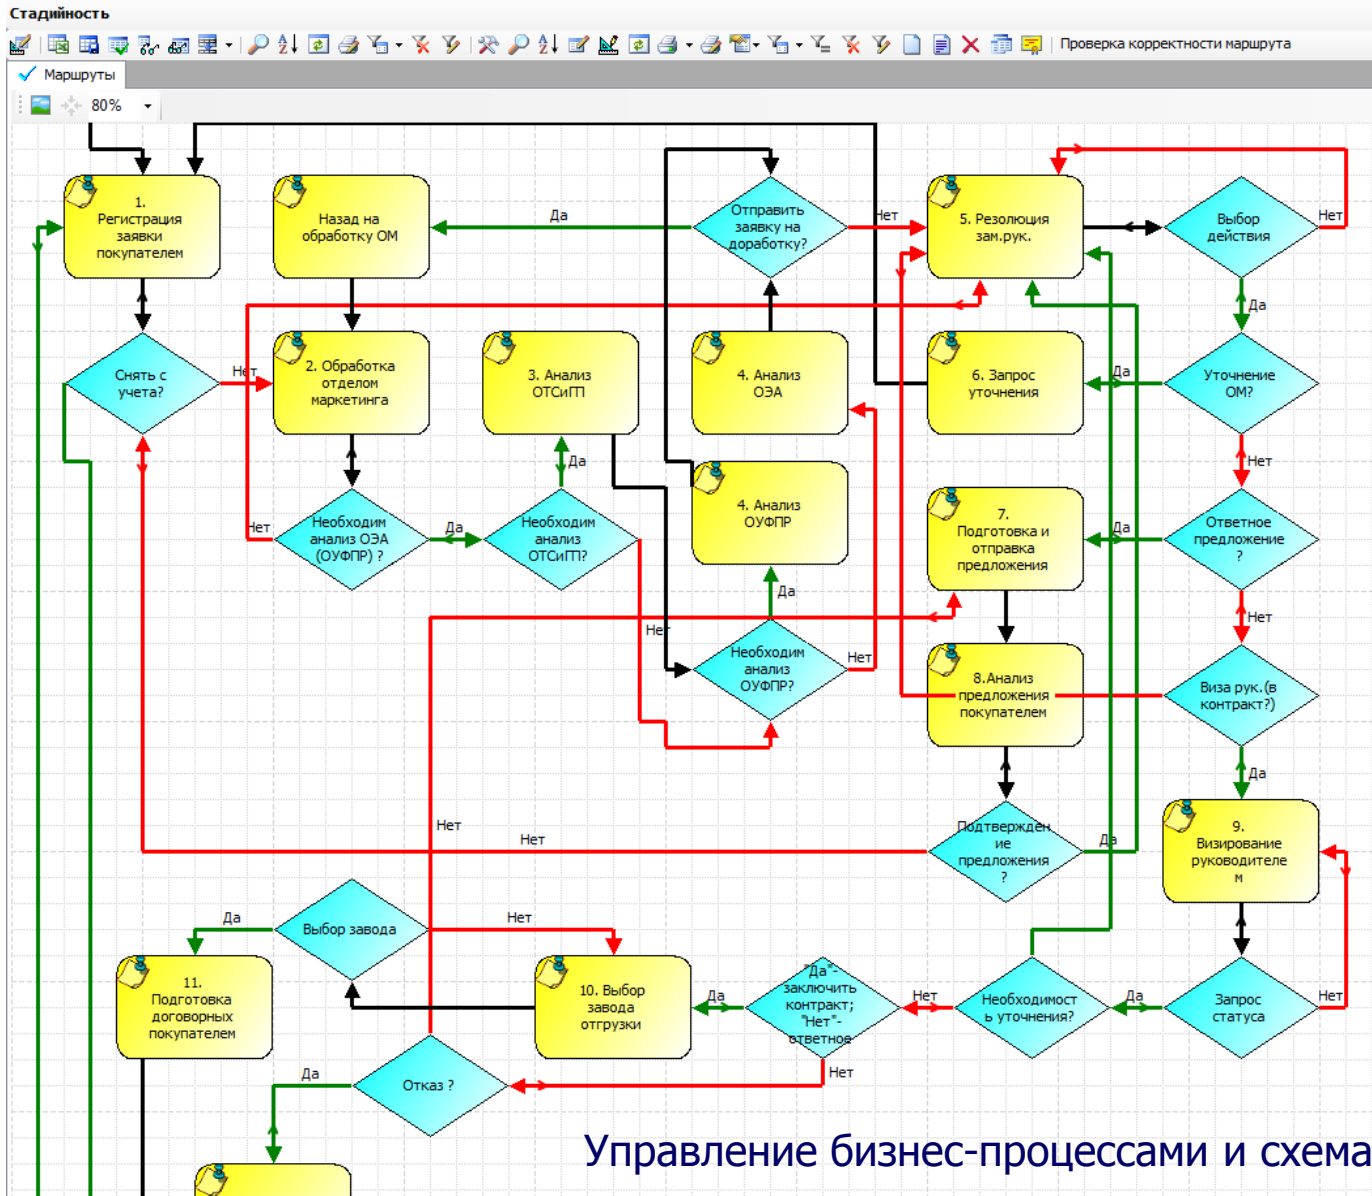 Стадийность
Проверка корректности маршрута
Маршруты
80%
1.
Регистрация
заявки
покупателем
Назад на
обработку ОМ
Да
Отправить
заявку на
доработку?
Нет
5. Резолюция
зам.рук.
Выбор
действия
Нет
Да
Снять с
учета?
Нет
2. Обработка
отделом
маркетинга
3. Анализ
ОТСиГП
4. Анализ
ОЭА
6. Запрос
уточнения
Да
Уточнение
ОМ?
Нет
Да
4. Анализ
ОУФПР
Нет
Необходим
анализ ОЭА
(ОУФПР) ?
Да
Необходим
анализ
ОТСиГП?
7.
Подготовка и
отправка
предложения
Да
Ответное
предложение
?
Да
Нет
Нет
Необходим
анализ
ОУФПР?
Нет
8.Анализ
предложения
покупателем
Виза рук.(в
контракт?)
Да
Нет
Нет
Подтвержден
ие
предложения
?
Да
9.
Визирование
руководителе
м
Да
Выбор завода
Нет
11.
Подготовка
договорных
покупателем
10. Выбор
завода
отгрузки
Да
"Да"-
заключить
контракт;
"Нет"-
ответное
Нет
Необходимост
ь уточнения?
Да
Запрос
статуса
Нет
Да
Отказ ?
Нет
Управление бизнес-процессами и схема